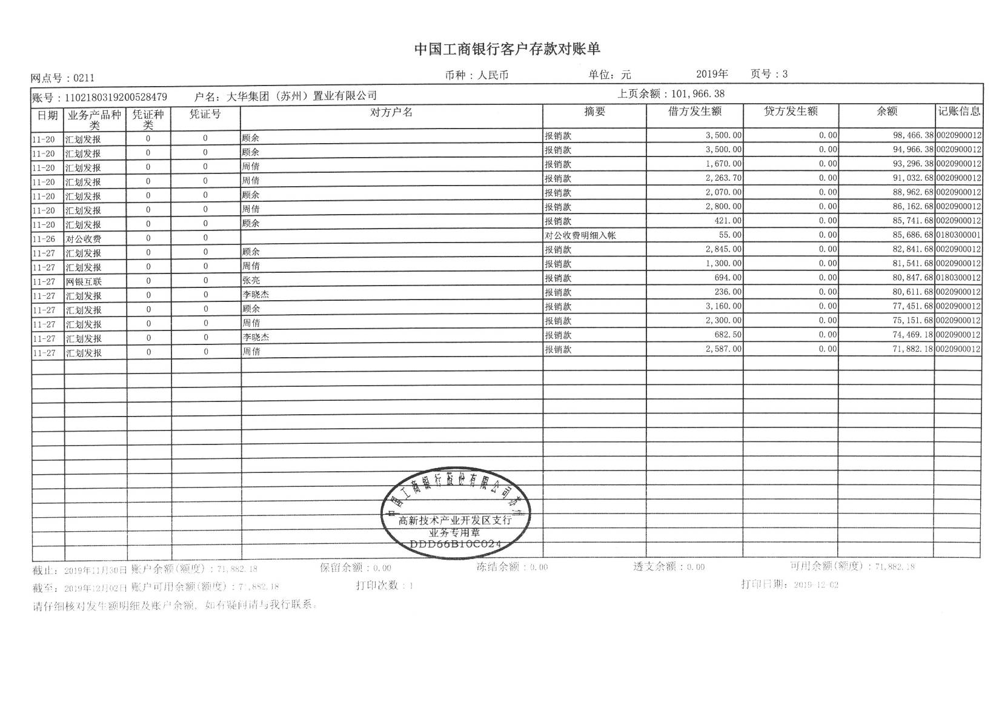 中国工商银行客户存款对账单
网点号：0211 币种：人民币 单位：元 2019年 页号：3
账号：1102180319200528479 户名：大华集团（苏州）置业有限公司 上页余额：101,966.38
日期 业务产品种类 凭证种类 凭证号 对方户名 摘要 借方发生额 贷方发生额 余额 记账信息
11-20 汇划发报 0 0 顾余 报销款 3,500.00 0.00 98,466.38 0020900012
11-20 汇划发报 0 0 顾余 报销款 3,500.00 0.00 94,966.38 0020900012
11-20 汇划发报 0 0 周倩 报销款 1,670.00 0.00 93,296.38 0020900012
11-20 汇划发报 0 0 周倩 报销款 2,263.70 0.00 91,032.68 0020900012
11-20 汇划发报 0 0 顾余 报销款 2,070.00 0.00 88,962.68 0020900012
11-20 汇划发报 0 0 周倩 报销款 2,800.00 0.00 86,162.68 0020900012
11-20 汇划发报 0 0 顾余 报销款 421.00 0.00 85,741.68 0020900012
11-26 对公收费 0 0 对公收费明细入帐 55.00 0.00 85,686.68 0180300001
11-27 汇划发报 0 0 顾余 报销款 2,845.00 0.00 82,841.68 0020900012
11-27 汇划发报 0 0 周倩 报销款 1,300.00 0.00 81,541.68 0020900012
11-27 网银互联 0 0 张亮 报销款 694.00 0.00 80,847.68 0180300012
11-27 汇划发报 0 0 李晓杰 报销款 236.00 0.00 80,611.68 0020900012
11-27 汇划发报 0 0 顾余 报销款 3,160.00 0.00 77,451.68 0020900012
11-27 汇划发报 0 0 周倩 报销款 2,300.00 0.00 75,151.68 0020900012
11-27 汇划发报 0 0 李晓杰 报销款 682.50 0.00 74,469.18 0020900012
11-27 汇划发报 0 0 周倩 报销款 2,587.00 0.00 71,882.18 0020900012
中国工商银行股份有限公司苏州
高新技术产业开发区支行
业务专用章
DDD66B10C024
截止：2019年11月30日 账户余额(额度)：71,882.18 保留余额：0.00 冻结余额：0.00 透支余额：0.00 可用余额(额度)：71,882.18
截至：2019年12月02日 账户可用余额(额度)：71,882.18 打印次数：1 打印日期：2019-12-02
请仔细核对发生额明细及账户余额，如有疑问请与我行联系。